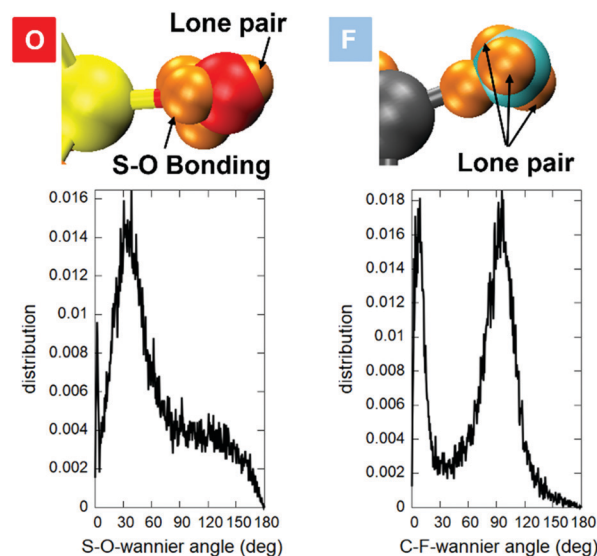 O
Lone pair
S-O Bonding
F
Lone pair
distribution
0.016
0.014
0.012
0.01
0.008
0.006
0.004
0.002
0
0 30 60 90 120 150 180
S-O-wannier angle (deg)
distribution
0.018
0.016
0.014
0.012
0.01
0.008
0.006
0.004
0.002
0
0 30 60 90 120 150 180
C-F-wannier angle (deg)